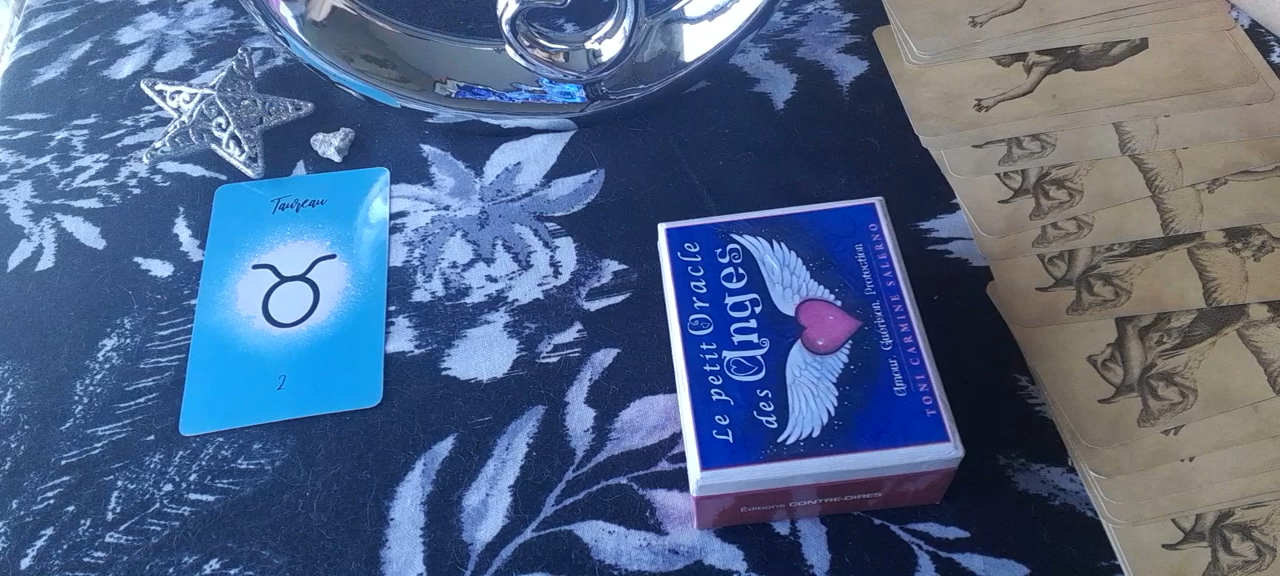 Taureau
2
Le petit Oracle
des Anges
Amour, Guérison, Protection
TONI CARMINE SALERNO
Éditions CONTRE-DIRES